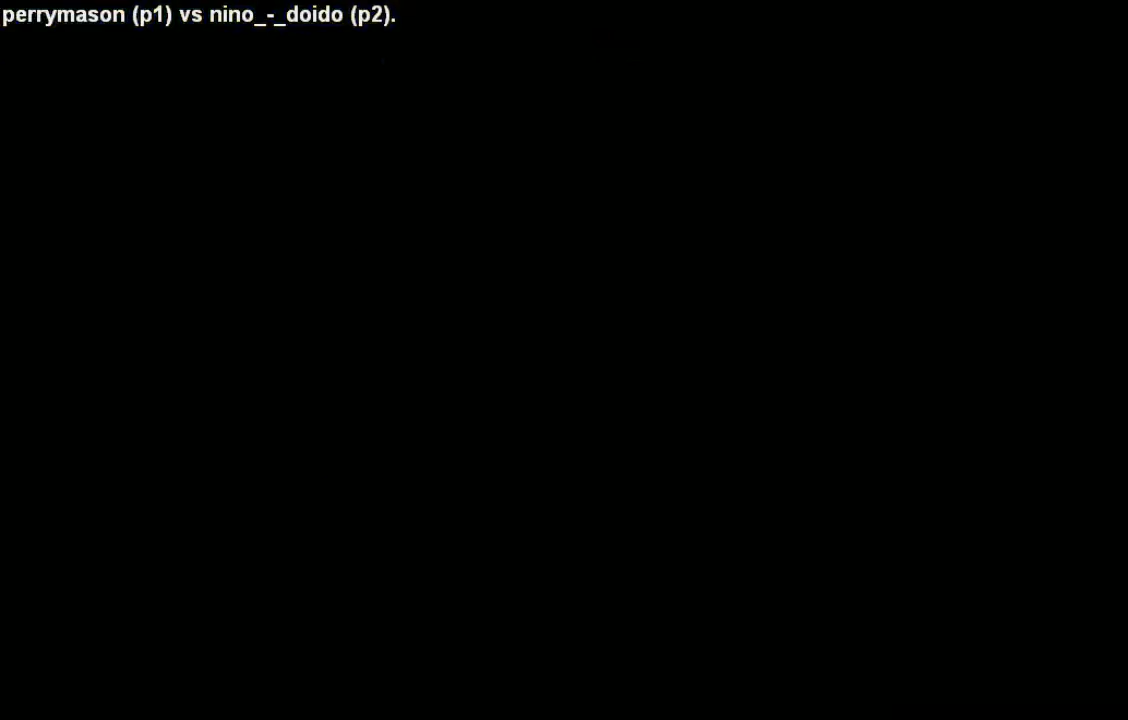 perrymason (p1) vs nino_-_doido (p2).